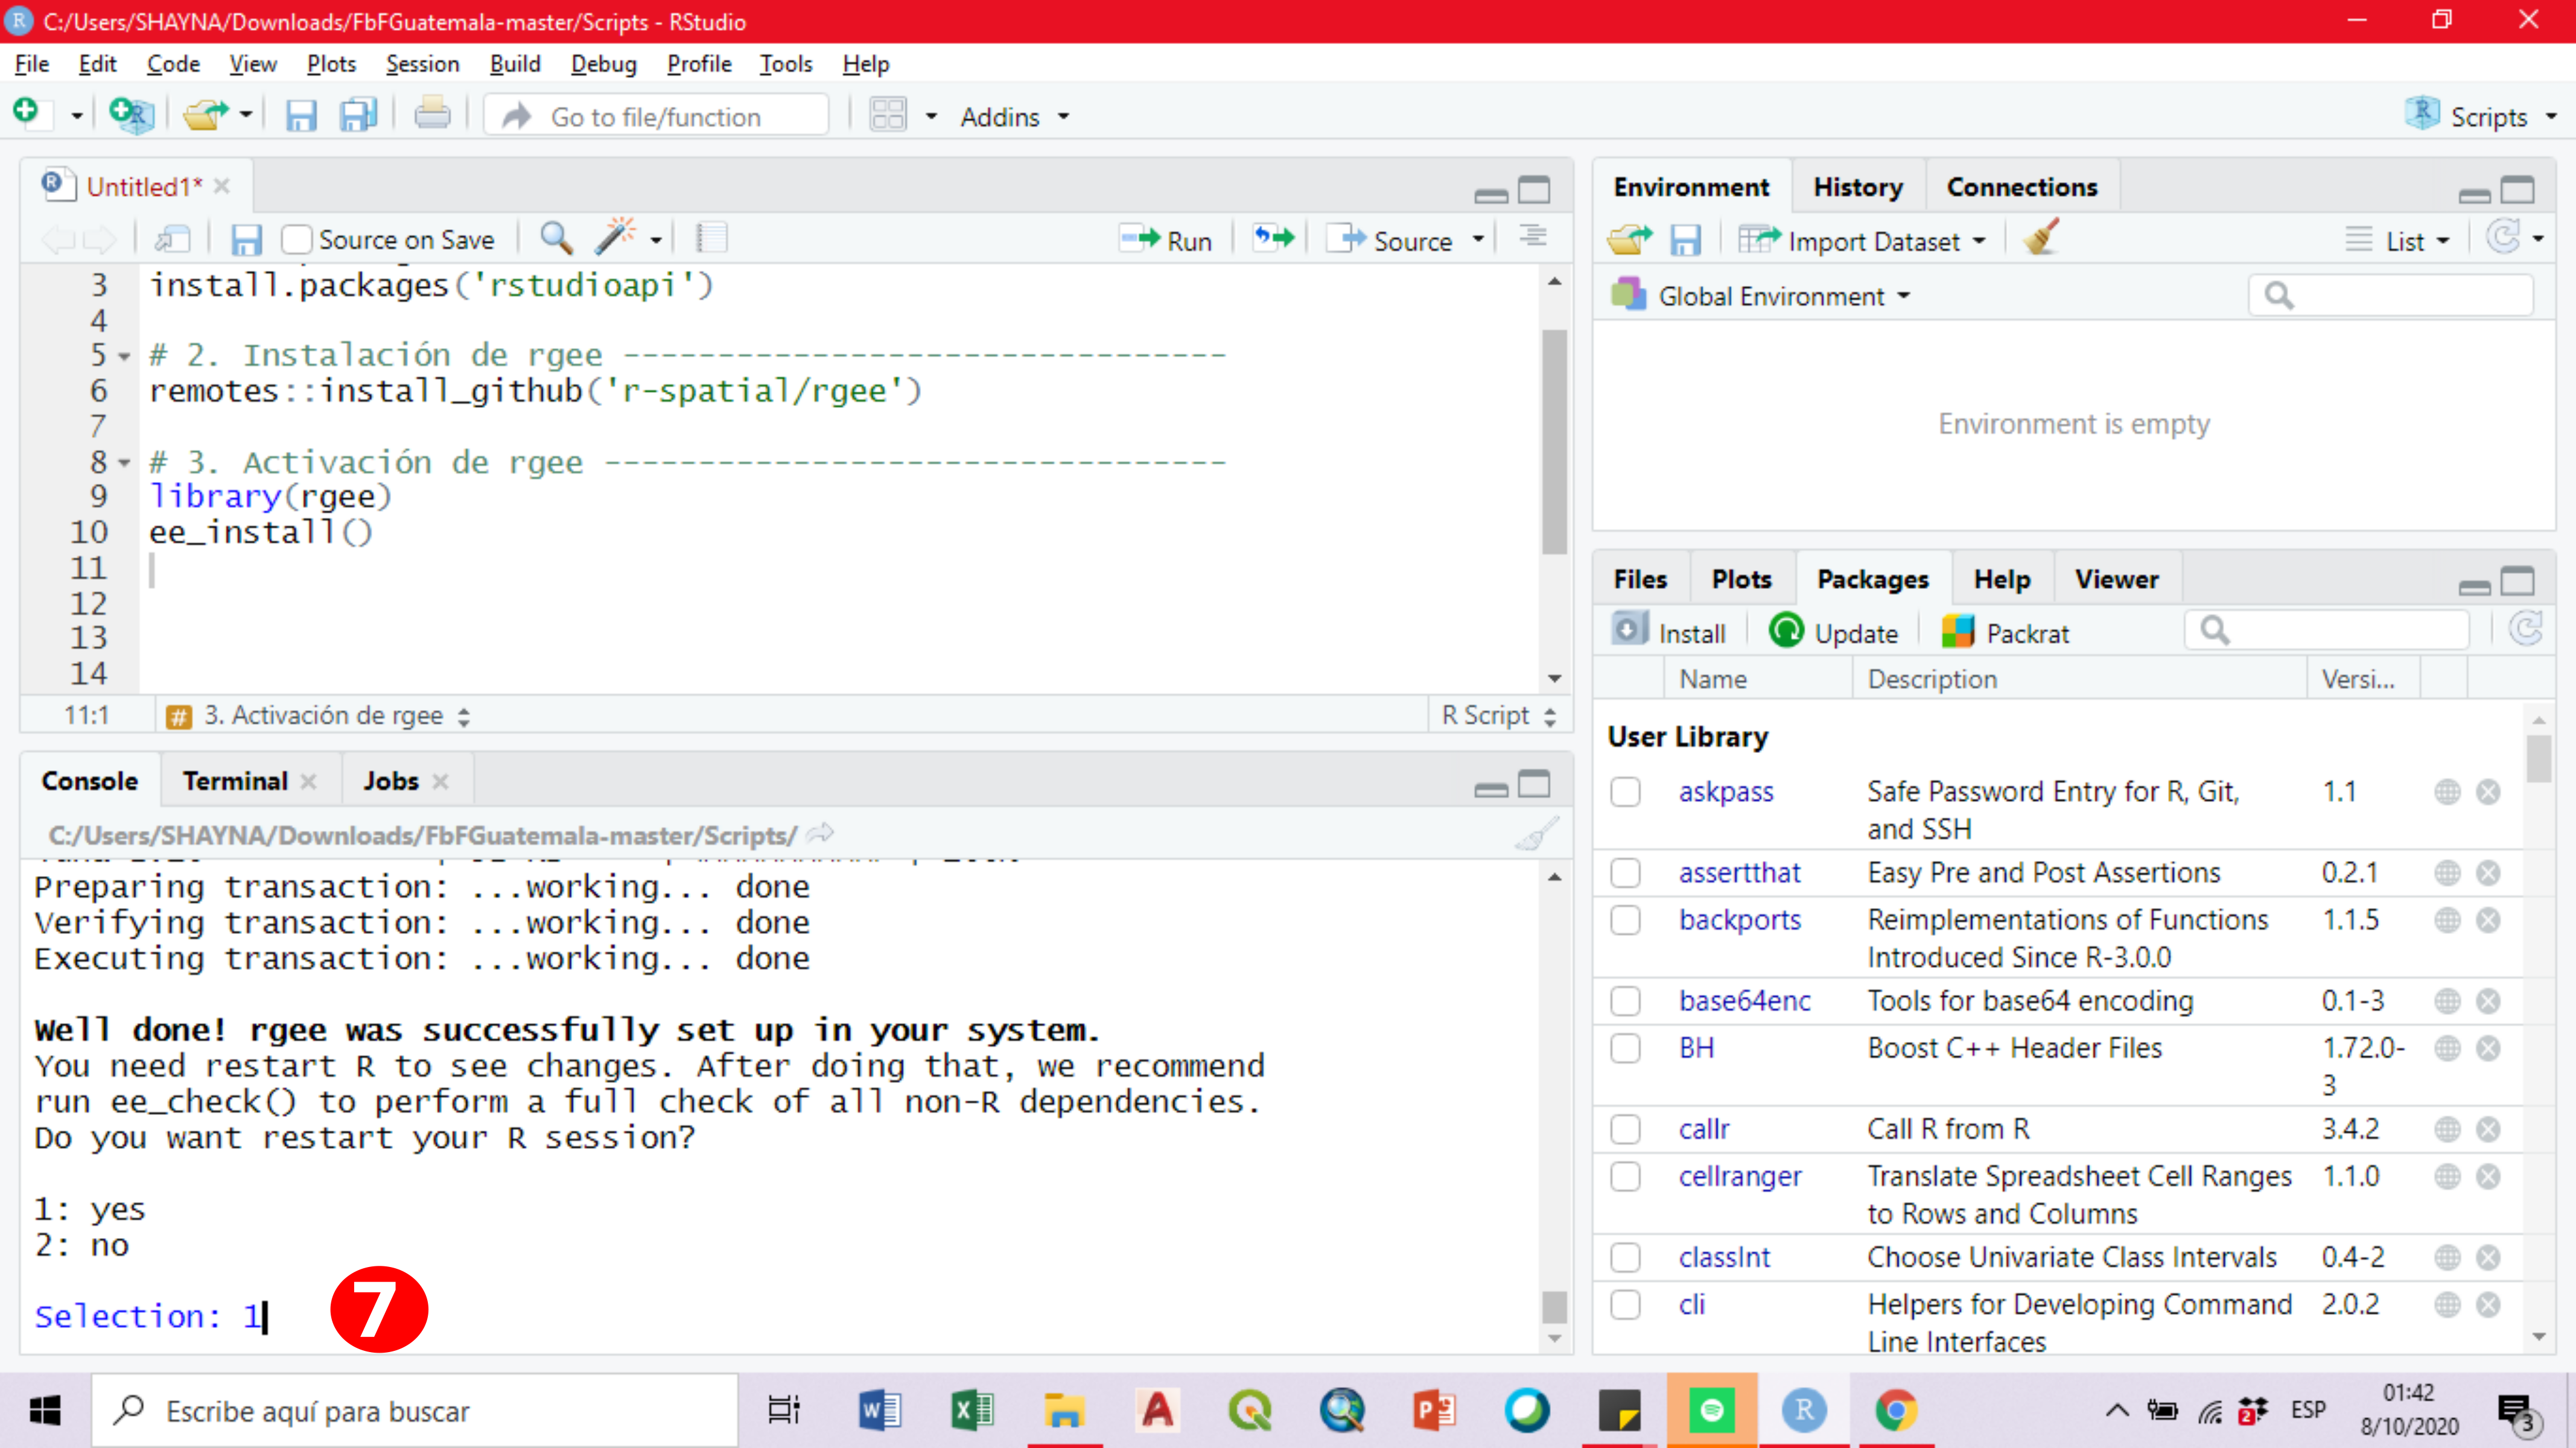 C:/Users/SHAYNA/Downloads/FbFGuatemala-master/Scripts - RStudio
File Edit Code View Plots Session Build Debug Profile Tools Help
Go to file/function Addins Scripts
Untitled1*
Source on Save Run Source
3 install.packages('rstudioapi')
4
5 # 2. Instalación de rgee --------------------------------
6 remotes::install_github('r-spatial/rgee')
7
8 # 3. Activación de rgee ---------------------------------
9 library(rgee)
10 ee_install()
11
12
13
14
11:1 # 3. Activación de rgee R Script
Console Terminal Jobs
C:/Users/SHAYNA/Downloads/FbFGuatemala-master/Scripts/
Preparing transaction: ...working... done
Verifying transaction: ...working... done
Executing transaction: ...working... done
Well done! rgee was successfully set up in your system.
You need restart R to see changes. After doing that, we recommend
run ee_check() to perform a full check of all non-R dependencies.
Do you want restart your R session?
1: yes
2: no
Selection: 1
7
Environment History Connections
Import Dataset List
Global Environment
Environment is empty
Files Plots Packages Help Viewer
Install Update Packrat
Name Description Versi...
User Library
askpass Safe Password Entry for R, Git, 1.1
and SSH
assertthat Easy Pre and Post Assertions 0.2.1
backports Reimplementations of Functions 1.1.5
Introduced Since R-3.0.0
base64enc Tools for base64 encoding 0.1-3
BH Boost C++ Header Files 1.72.0-
3
callr Call R from R 3.4.2
cellranger Translate Spreadsheet Cell Ranges 1.1.0
to Rows and Columns
classInt Choose Univariate Class Intervals 0.4-2
cli Helpers for Developing Command 2.0.2
Line Interfaces
Escribe aquí para buscar
ESP
01:42
8/10/2020
3